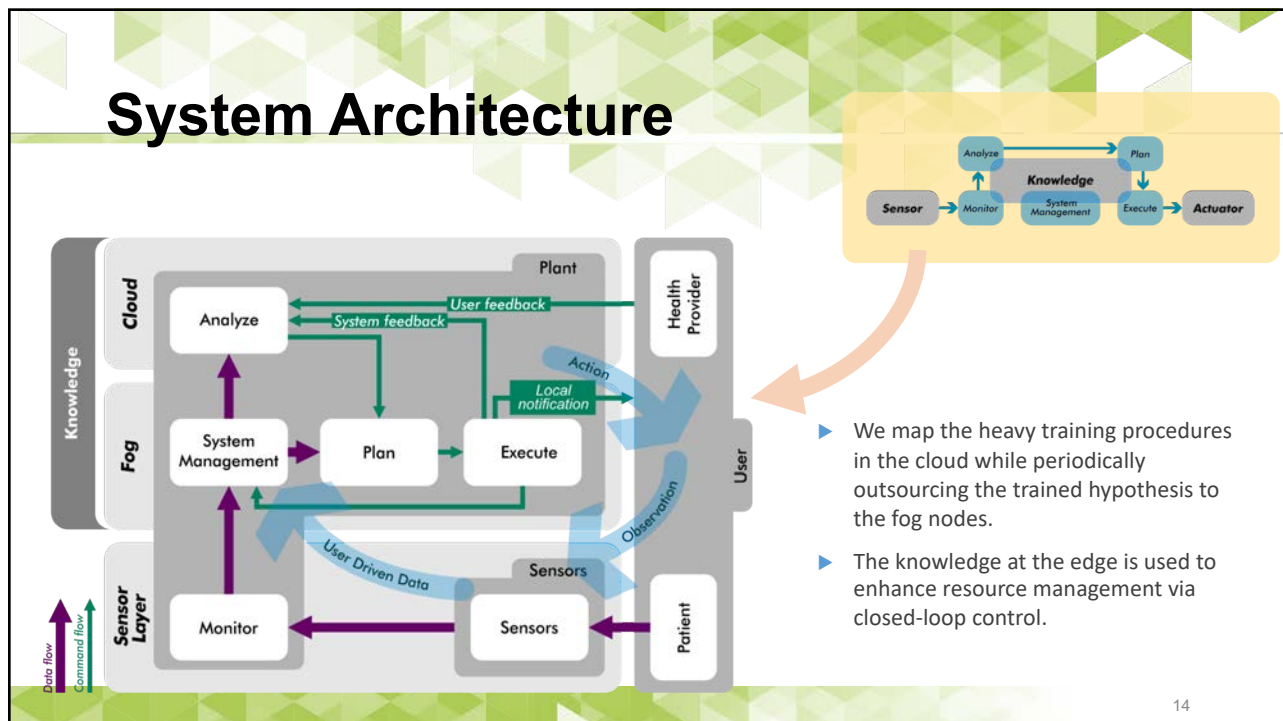 System Architecture
Analyze
Plan
Knowledge
Sensor
Monitor
System
Management
Execute
Actuator
Knowledge
Cloud
Fog
Sensor
Layer
Plant
Analyze
User feedback
System feedback
Health
Provider
Action
Local
notification
System
Management
Plan
Execute
User
Observation
User Driven Data
Sensors
Monitor
Sensors
Patient
Data flow
Command flow
We map the heavy training procedures
in the cloud while periodically
outsourcing the trained hypothesis to
the fog nodes.
The knowledge at the edge is used to
enhance resource management via
closed-loop control.
14